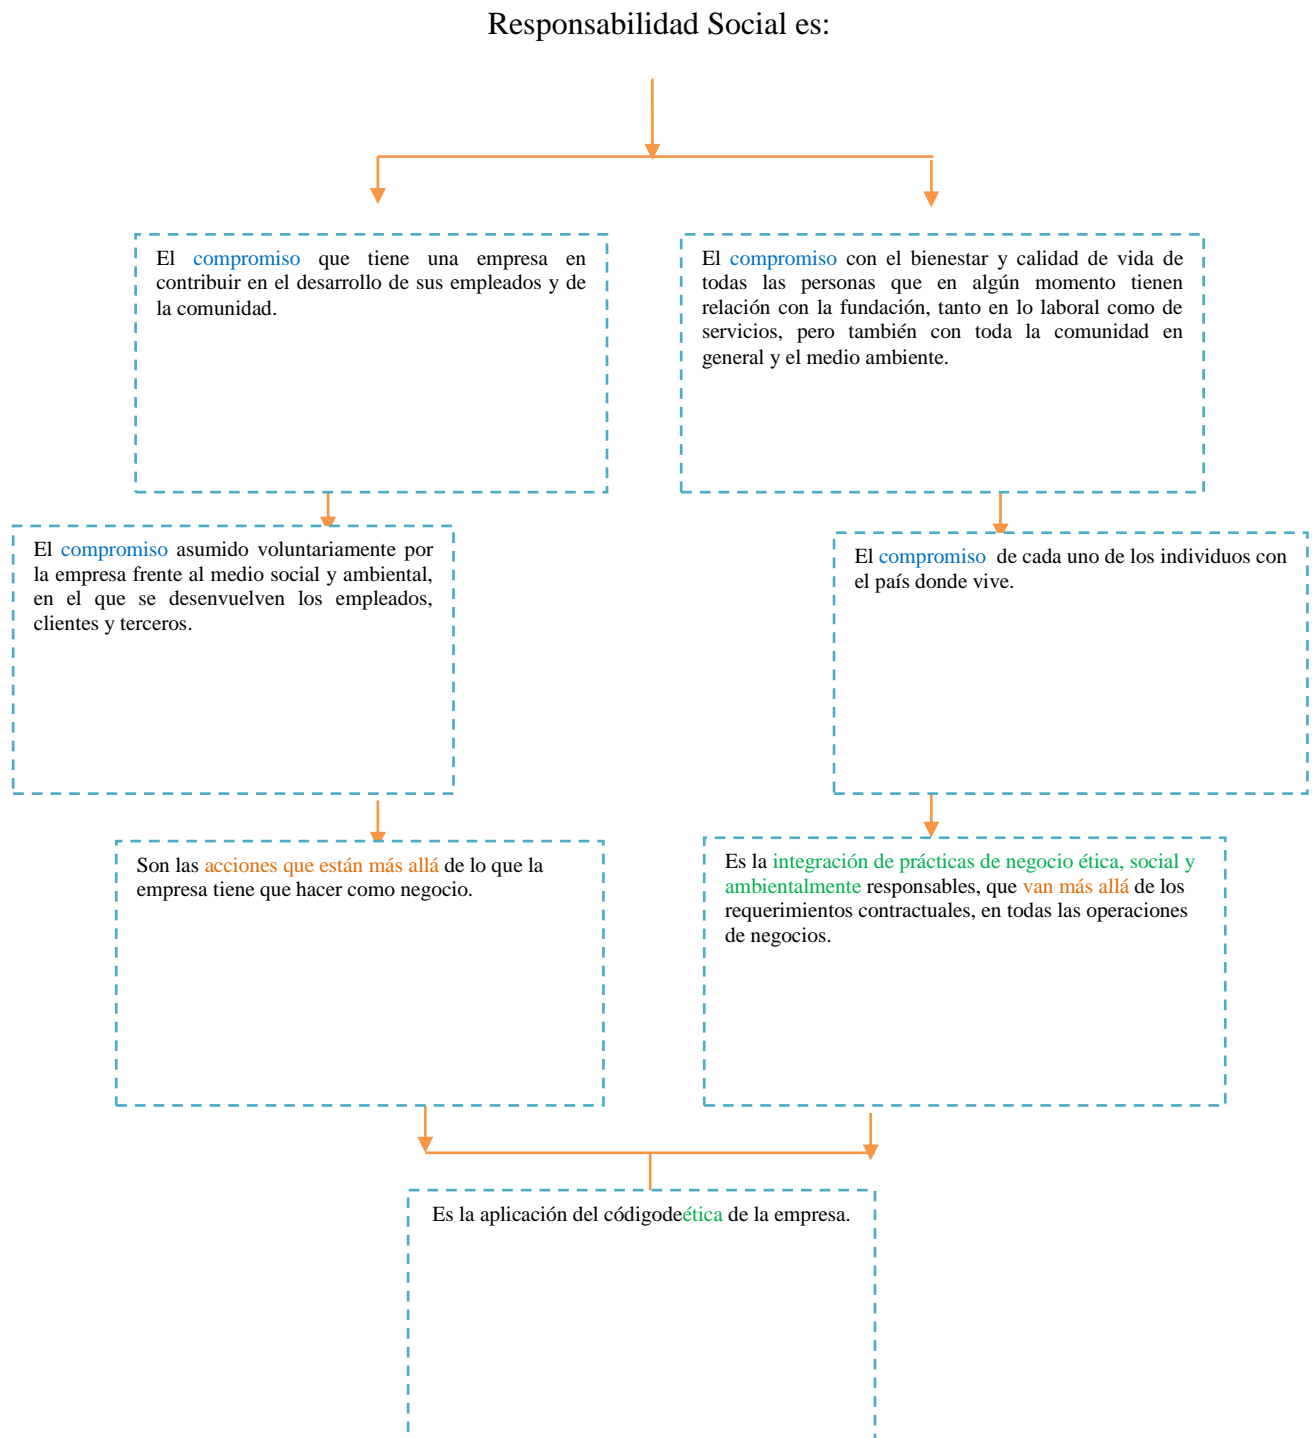 Responsabilidad Social es:
El compromiso que tiene una empresa en
contribuir en el desarrollo de sus empleados y de
la comunidad.
El compromiso con el bienestar y calidad de vida de
todas las personas que en algún momento tienen
relación con la fundación, tanto en lo laboral como de
servicios, pero también con toda la comunidad en
general y el medio ambiente.
El compromiso asumido voluntariamente por
la empresa frente al medio social y ambiental,
en el que se desenvuelven los empleados,
clientes y terceros.
El compromiso de cada uno de los individuos con
el país donde vive.
Son las acciones que están más allá de lo que la
empresa tiene que hacer como negocio.
Es la integración de prácticas de negocio ética, social y
ambientalmente responsables, que van más allá de los
requerimientos contractuales, en todas las operaciones
de negocios.
Es la aplicación del códigodeética de la empresa.